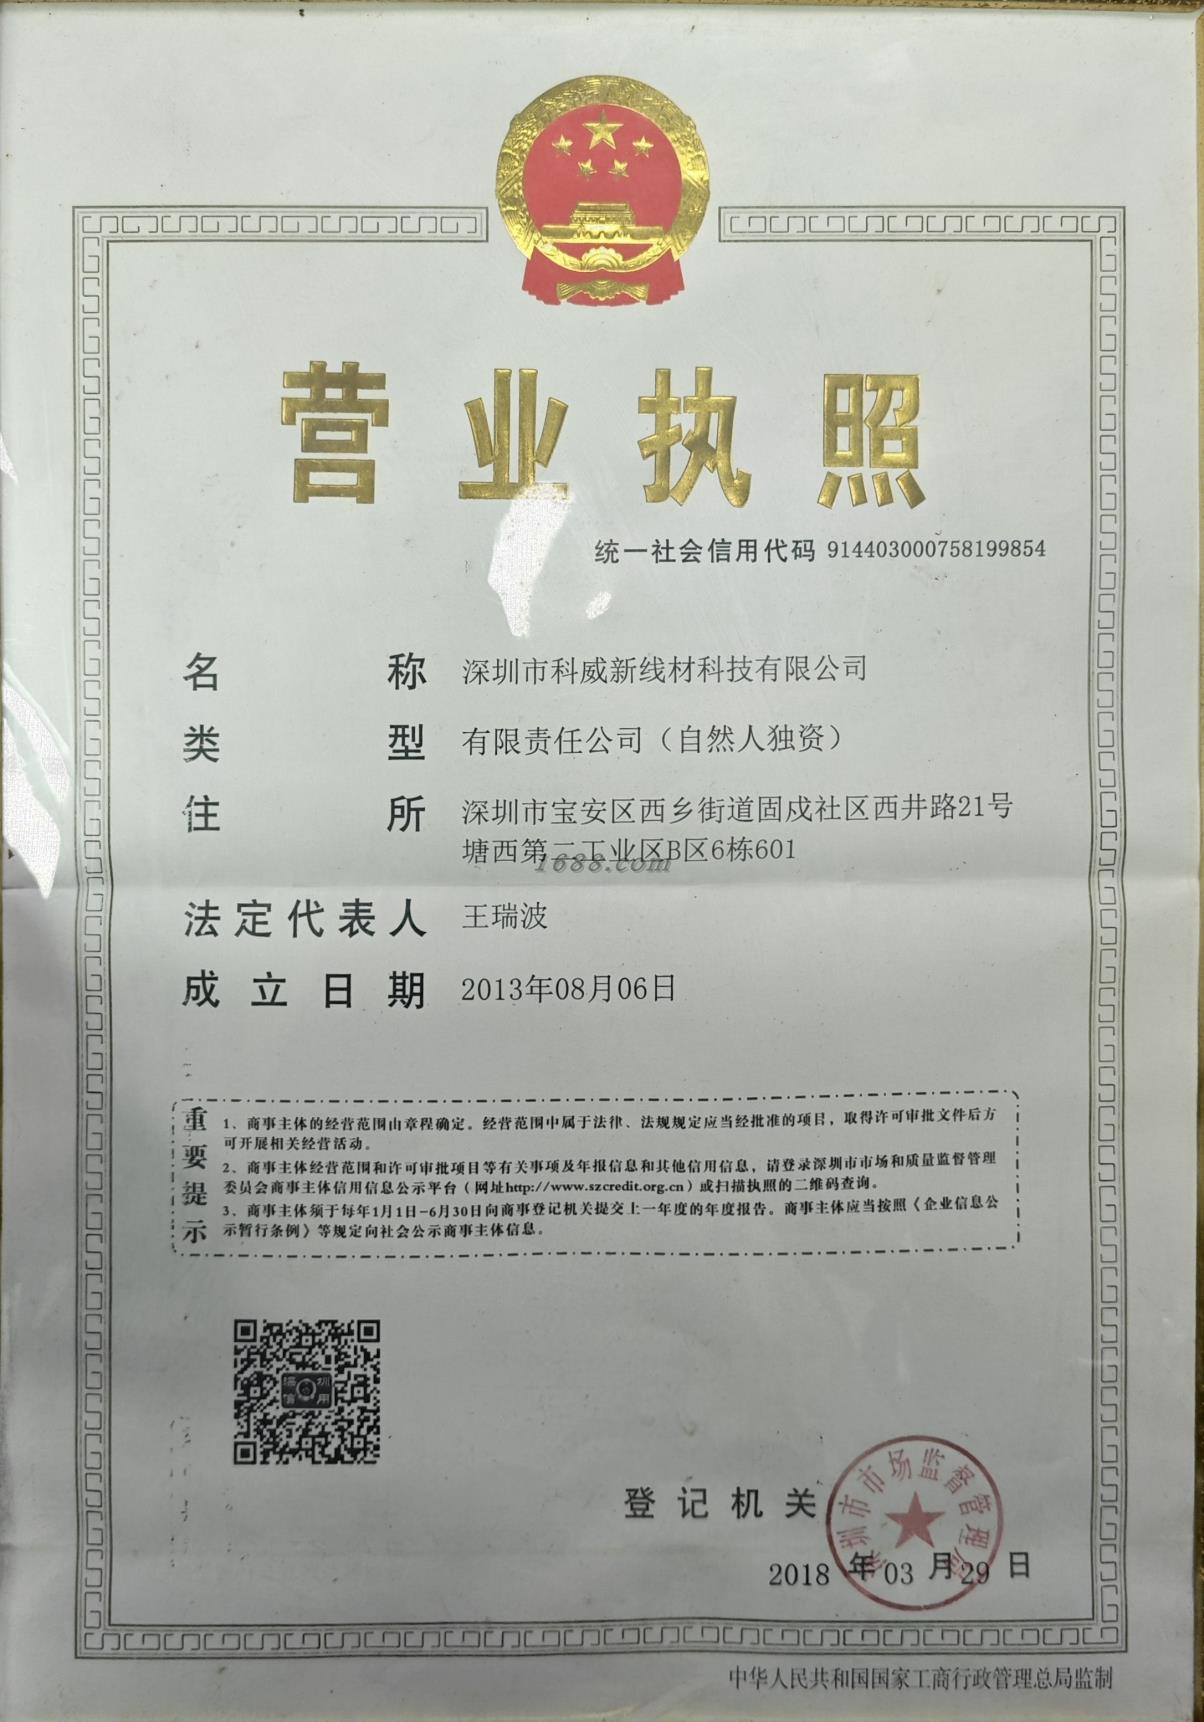 营业执照
统一社会信用代码 914403000758199854
名称 深圳市科威新线材科技有限公司
类型 有限责任公司（自然人独资）
住所 深圳市宝安区西乡街道固戍社区西井路21号
塘西第二工业区B区6栋601
1688.com
法定代表人 王瑞波
成立日期 2013年08月06日
重要提示
1、商事主体的经营范围由章程确定。经营范围中属于法律、法规规定应当经批准的项目，取得许可审批文件后方
可开展相关经营活动。
2、商事主体经营范围和许可审批项目等有关事项及年报信息和其他信用信息，请登录深圳市市场和质量监督管理
委员会商事主体信用信息公示平台（网址http://www.szcredit.org.cn）或扫描执照的二维码查询。
3、商事主体须于每年1月1日-6月30日向商事登记机关提交上一年度的年度报告。商事主体应当按照《企业信息公
示暂行条例》等规定向社会公示商事主体信息。
深圳
信用
登记机关
深圳市市场监督管理局
2018 年 03 月 29 日
中华人民共和国国家工商行政管理总局监制